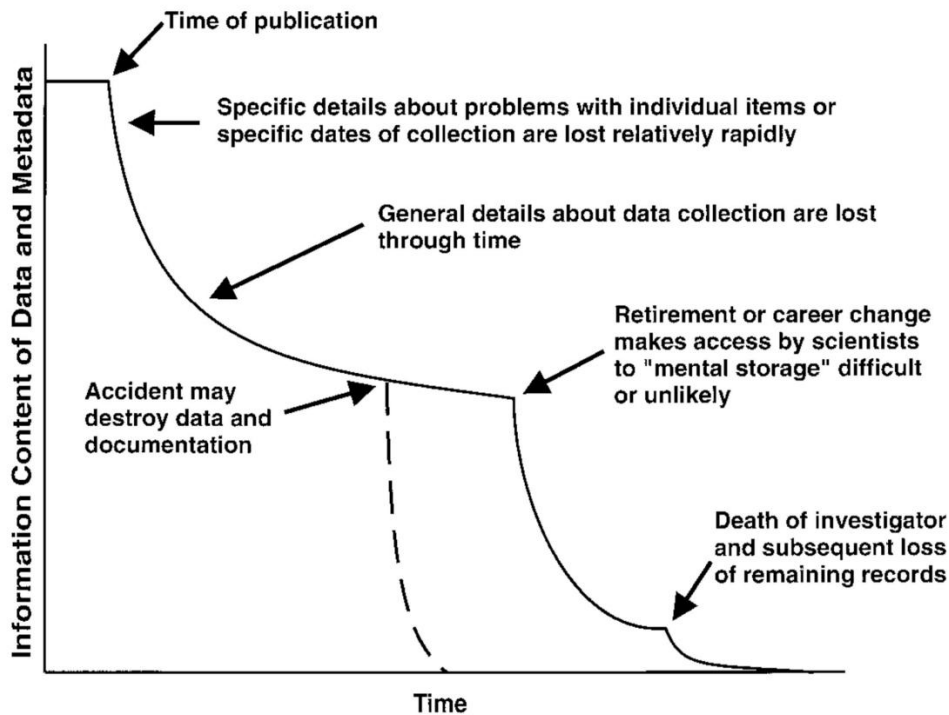 Time of publication
Specific details about problems with individual items or
specific dates of collection are lost relatively rapidly
General details about data collection are lost
through time
Retirement or career change
makes access by scientists
to "mental storage" difficult
or unlikely
Accident may
destroy data and
documentation
Death of investigator
and subsequent loss
of remaining records
Information Content of Data and Metadata
Time